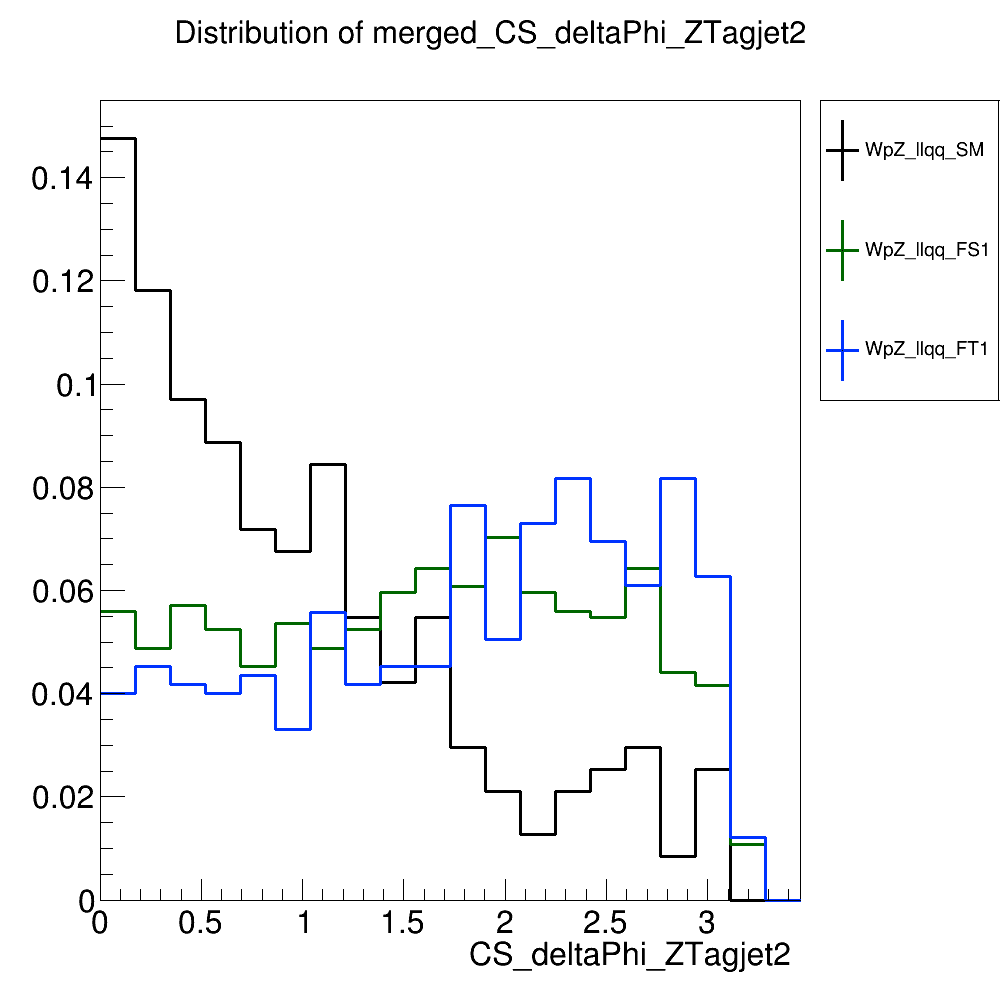 Distribution of merged_CS_deltaPhi_ZTagjet2
WpZ_llqq_SM
WpZ_llqq_FS1
WpZ_llqq_FT1
0.14
0.12
0.1
0.08
0.06
0.04
0.02
0
0 0.5 1 1.5 2 2.5 3
CS_deltaPhi_ZTagjet2